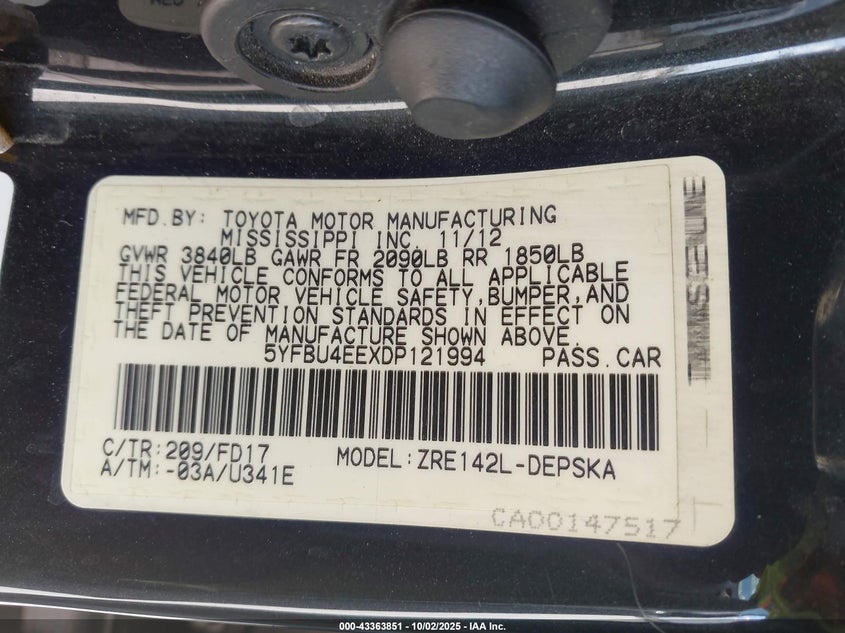 MFD.BY: TOYOTA MOTOR MANUFACTURING
MISSISSIPPI INC. 11/12
GVWR 3840LB GAWR FR 2090LB RR 1850LB
THIS VEHICLE CONFORMS TO ALL APPLICABLE
FEDERAL MOTOR VEHICLE SAFETY,BUMPER,AND
THEFT PREVENTION STANDARDS IN EFFECT ON
THE DATE OF MANUFACTURE SHOWN ABOVE.
5YFBU4EEXDP121994 PASS.CAR
C/TR:209/FD17 MODEL:ZRE142L-DEPSKA
A/TM:-03A/U341E
CA00147517
000-43363851 - 10/02/2025 - IAA Inc.